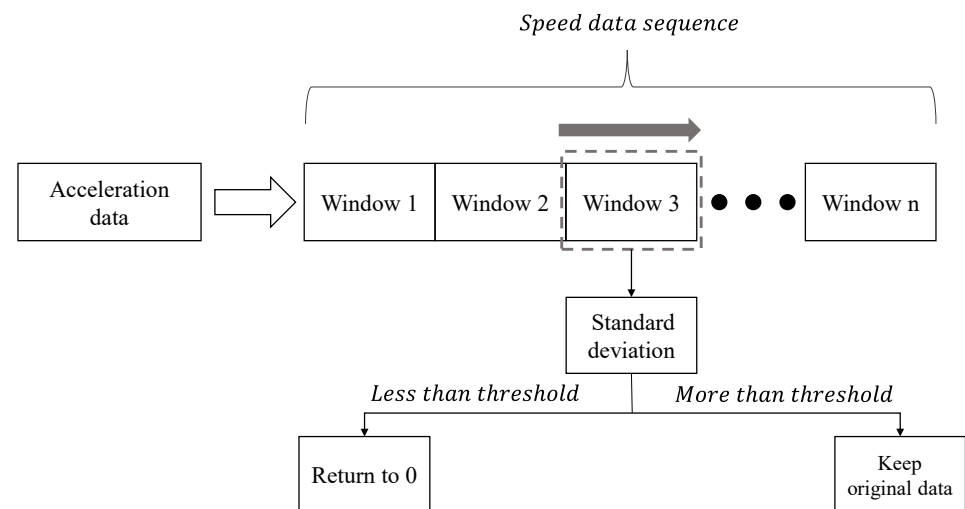 Speed data sequence
Acceleration
data
Window 1
Window 2
Window 3
Window n
Standard
deviation
Less than threshold
More than threshold
Return to 0
Keep
original data